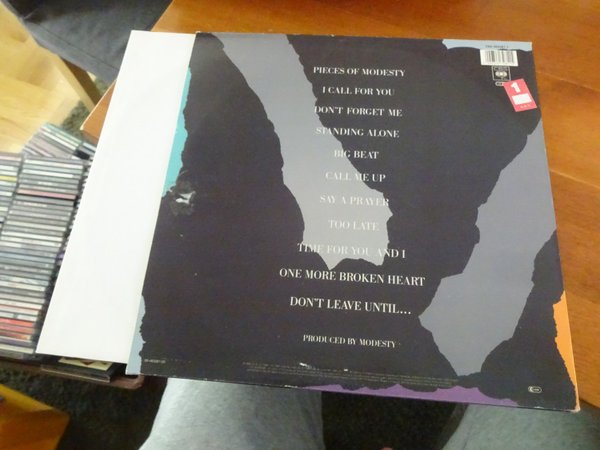 PIECES OF MODESTY
I CALL FOR YOU
DON'T FORGET ME
STANDING ALONE
BIG BEAT
CALL ME UP
SAY A PRAYER
TOO LATE
TIME FOR YOU AND I
ONE MORE BROKEN HEART
DON'T LEAVE UNTIL...
PRODUCED BY MODESTY
1